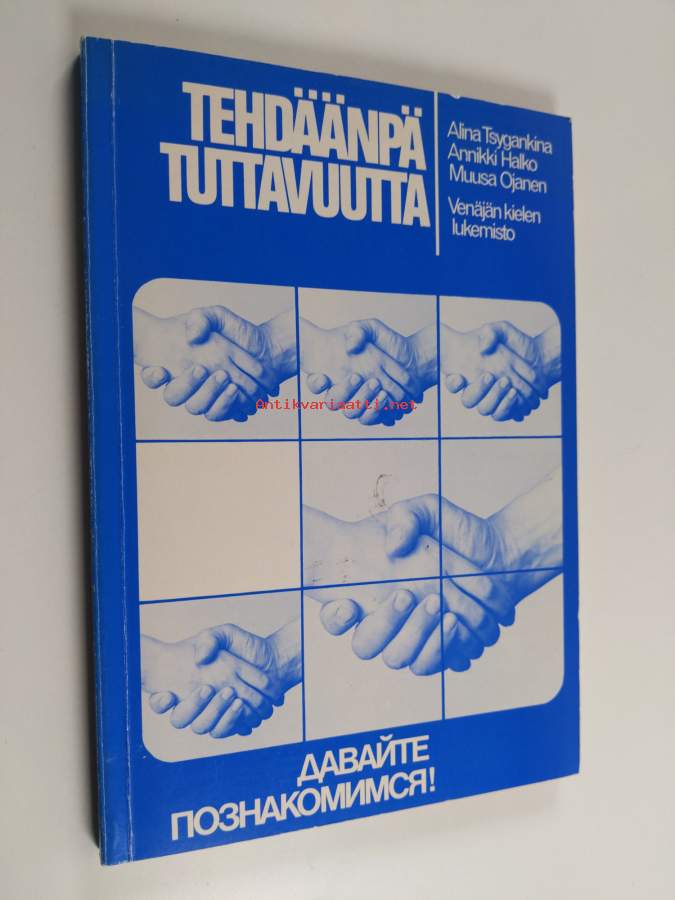 TEHDÄÄNPÄ
TUTTAVUUTTA
Alina Tsygankina
Annikki Halko
Muusa Ojanen
Venäjän kielen
lukemisto
Antikvariaatti.net
ДАВАЙТЕ
ПОЗНАКОМИМСЯ!